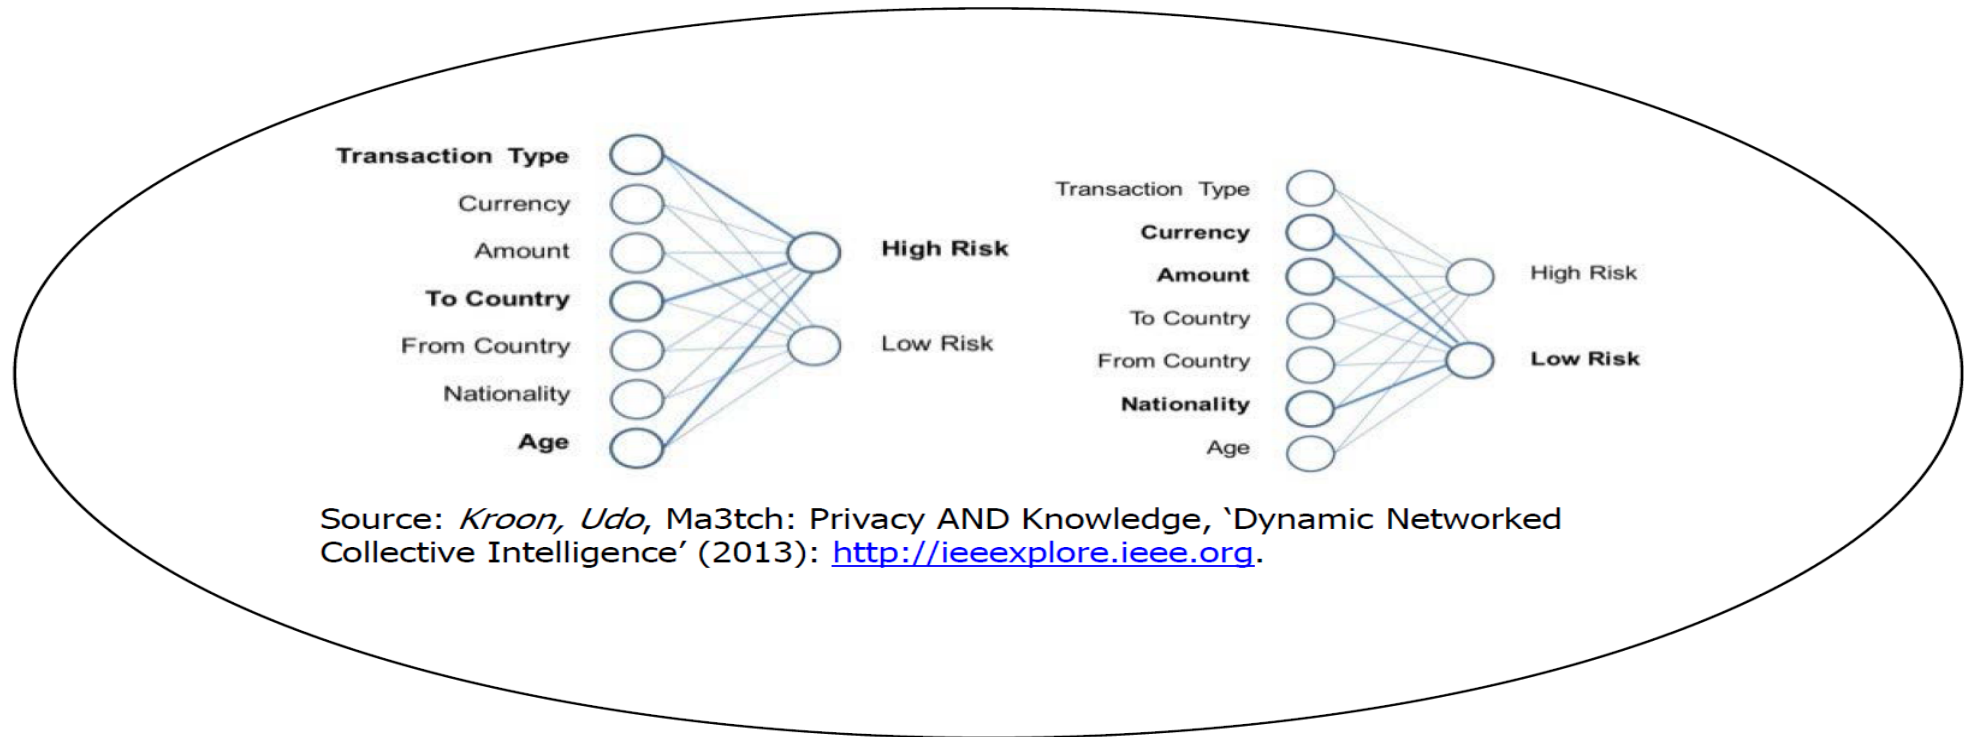 Transaction Type
Currency
Amount
To Country
From Country
Nationality
Age
High Risk
Low Risk
Transaction Type
Currency
Amount
To Country
From Country
Nationality
Age
High Risk
Low Risk
Source: Kroon, Udo, Ma3tch: Privacy AND Knowledge, ‘Dynamic Networked
Collective Intelligence’ (2013): http://ieeexplore.ieee.org.